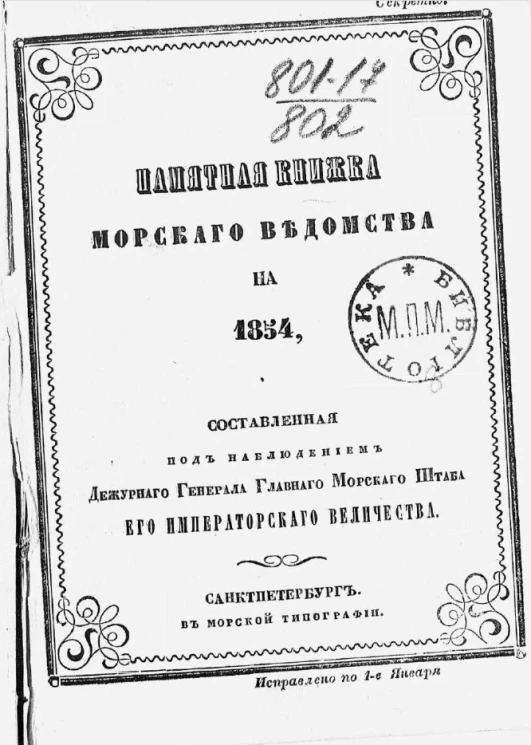 Секретно.
801-17
802
ПАМЯТНАЯ КНИЖКА
МОРСКАГО ВѢДОМСТВА
НА
1854,
БИБЛІОТЕКА *
М.П.М.
СОСТАВЛЕННАЯ
ПОДЪ НАБЛЮДЕНІЕМЪ
ДЕЖУРНАГО ГЕНЕРАЛА ГЛАВНАГО МОРСКАГО ШТАБА
ЕГО ИМПЕРАТОРСКАГО ВЕЛИЧЕСТВА.
САНКТПЕТЕРБУРГЪ.
ВЪ МОРСКОЙ ТИПОГРАФІИ.
Исправлено по 1-е Января